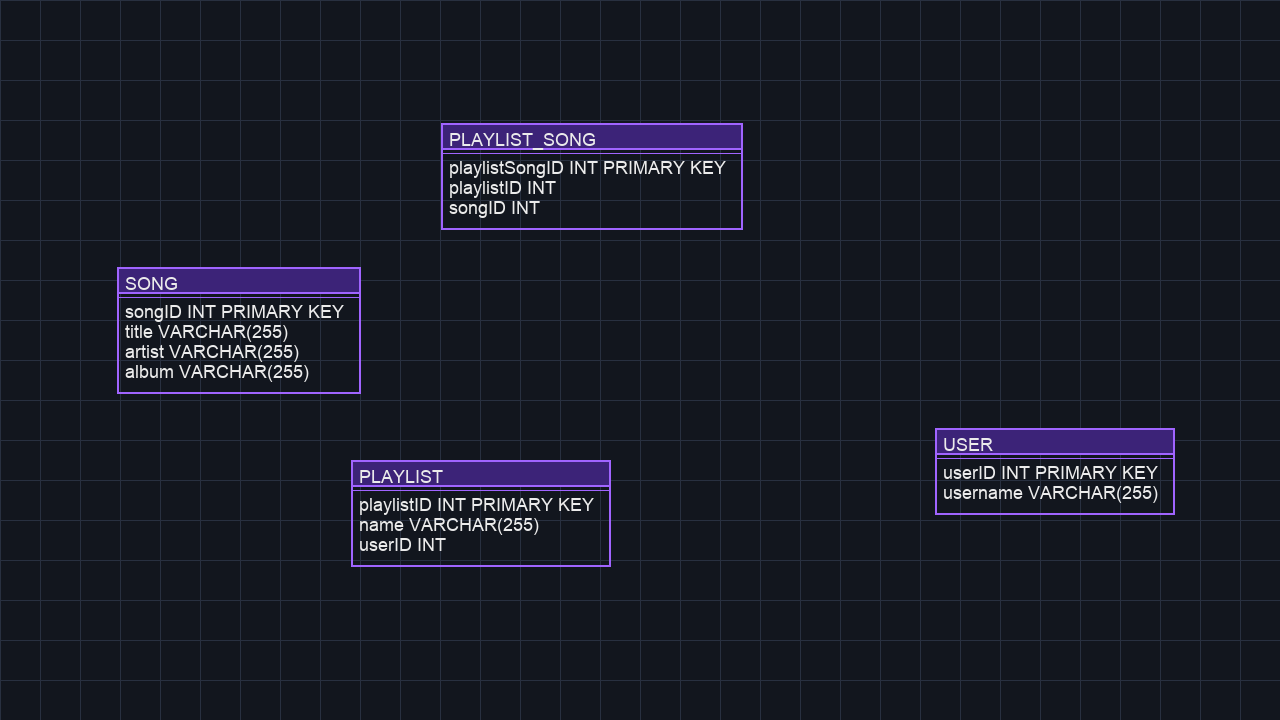 PLAYLIST_SONG
playlistSongID INT PRIMARY KEY
playlistID INT
songID INT
SONG
songID INT PRIMARY KEY
title VARCHAR(255)
artist VARCHAR(255)
album VARCHAR(255)
USER
userID INT PRIMARY KEY
username VARCHAR(255)
PLAYLIST
playlistID INT PRIMARY KEY
name VARCHAR(255)
userID INT